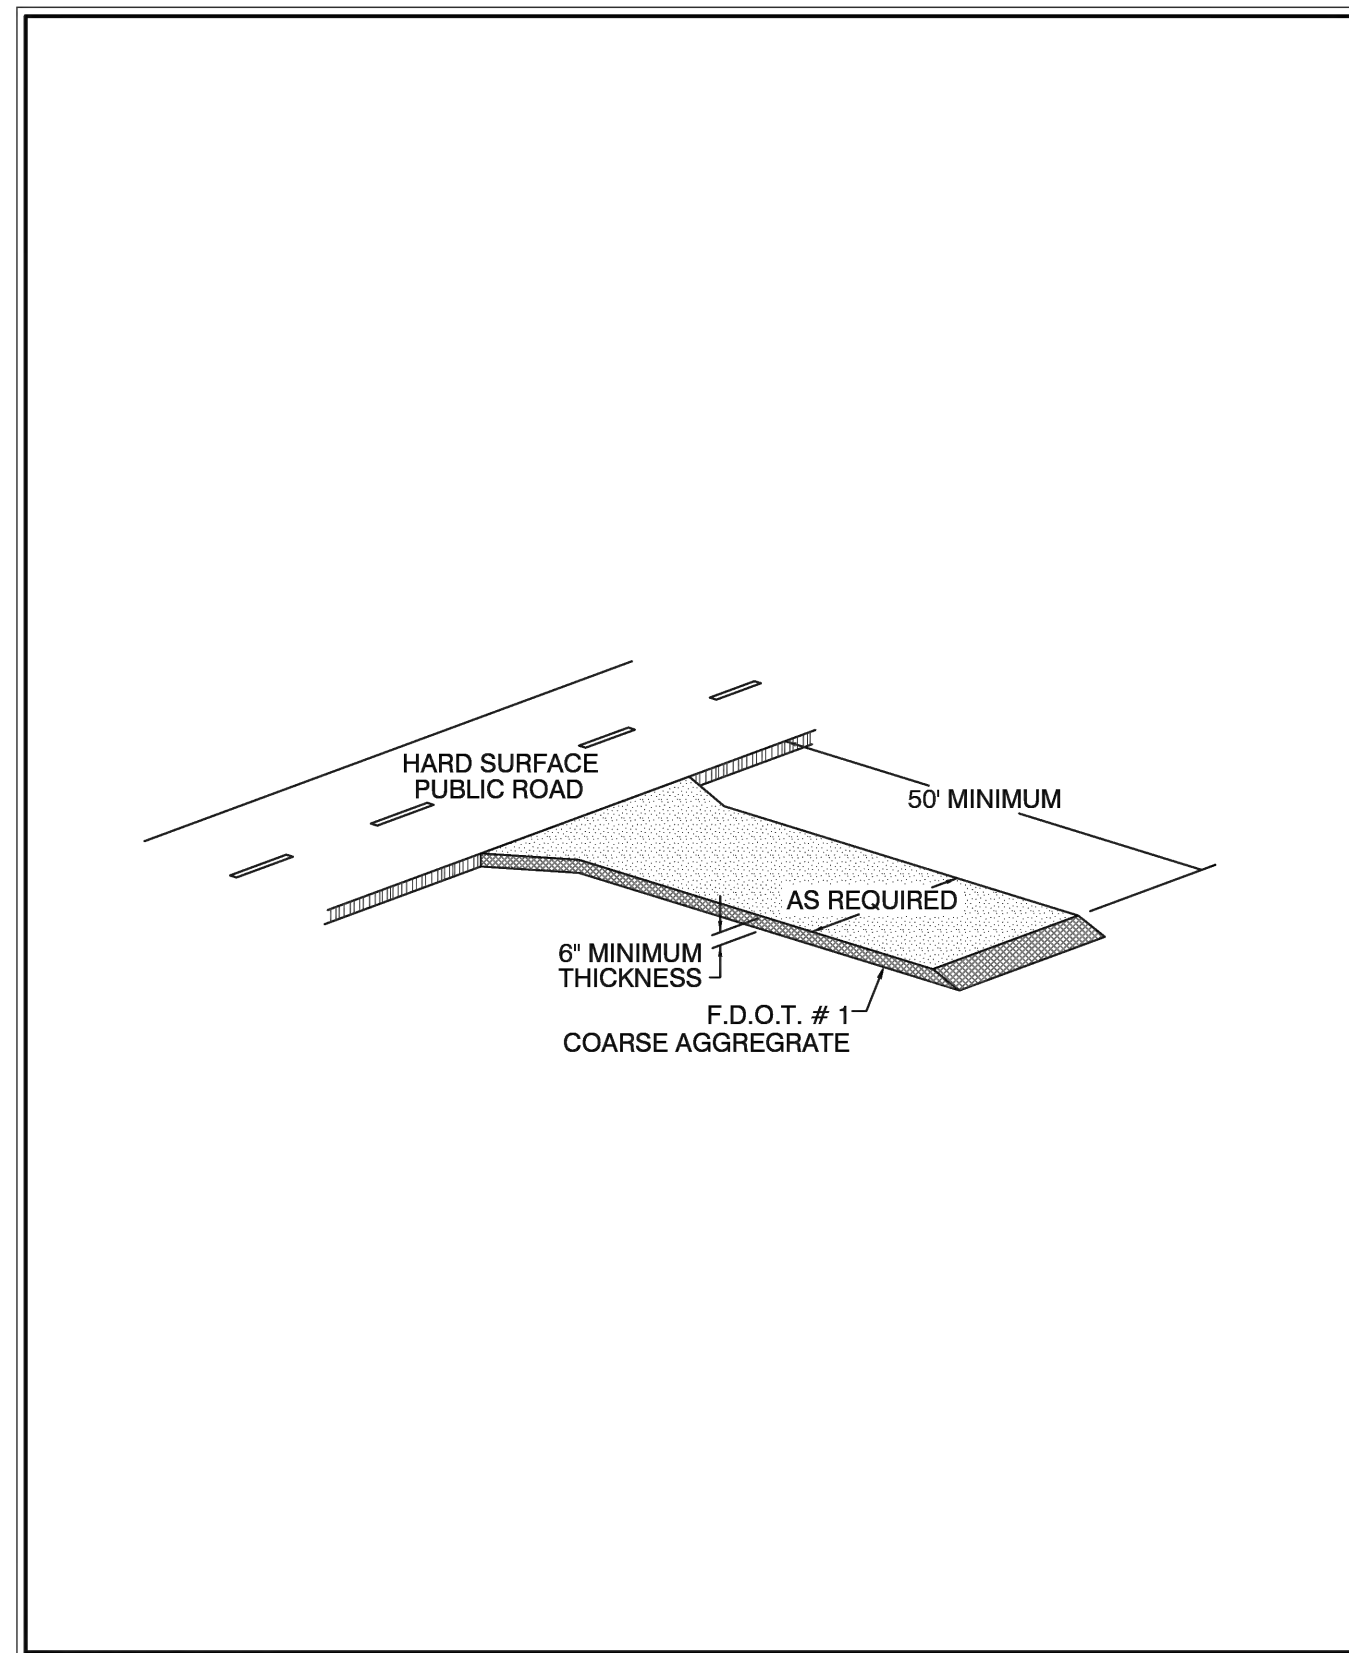 HARD SURFACE
PUBLIC ROAD
50' MINIMUM
AS REQUIRED
6" MINIMUM
THICKNESS
F.D.O.T. # 1
COARSE AGGREGRATE